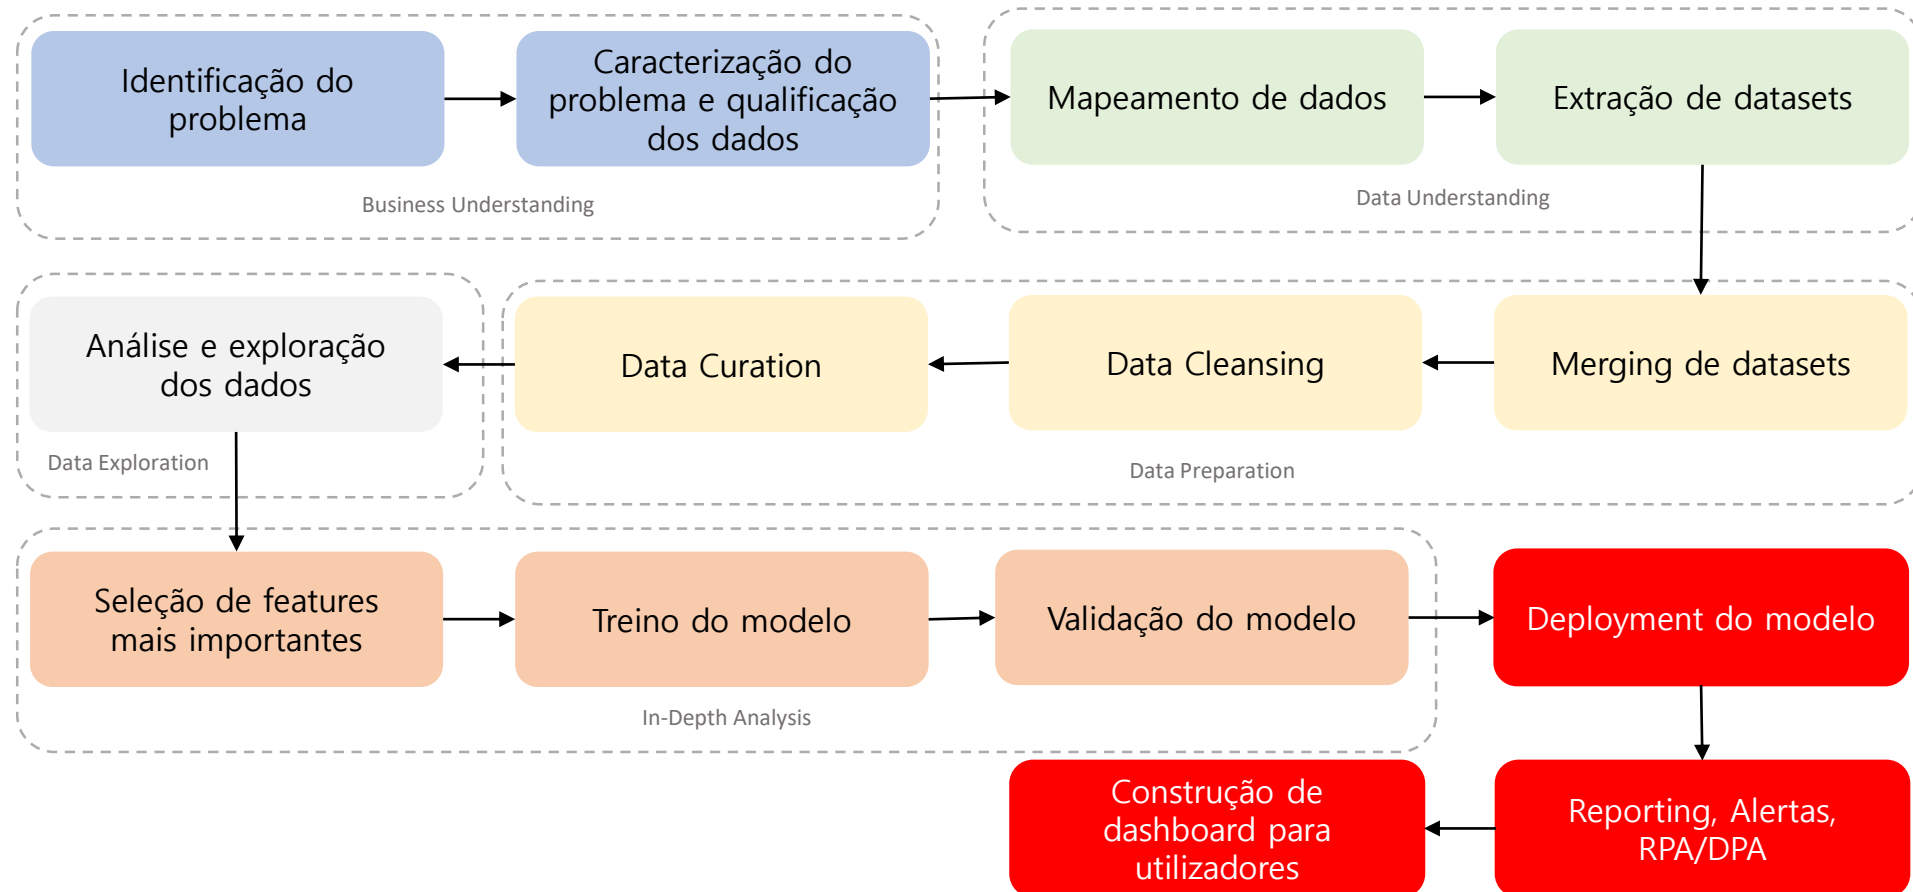 Identificação do
problema
Caracterização do
problema e qualificação
dos dados
Business Understanding
Mapeamento de dados
Extração de datasets
Data Understanding
Análise e exploração
dos dados
Data Exploration
Data Curation
Data Cleansing
Merging de datasets
Data Preparation
Seleção de features
mais importantes
Treino do modelo
Validação do modelo
In-Depth Analysis
Deployment do modelo
Construção de
dashboard para
utilizadores
Reporting, Alertas,
RPA/DPA